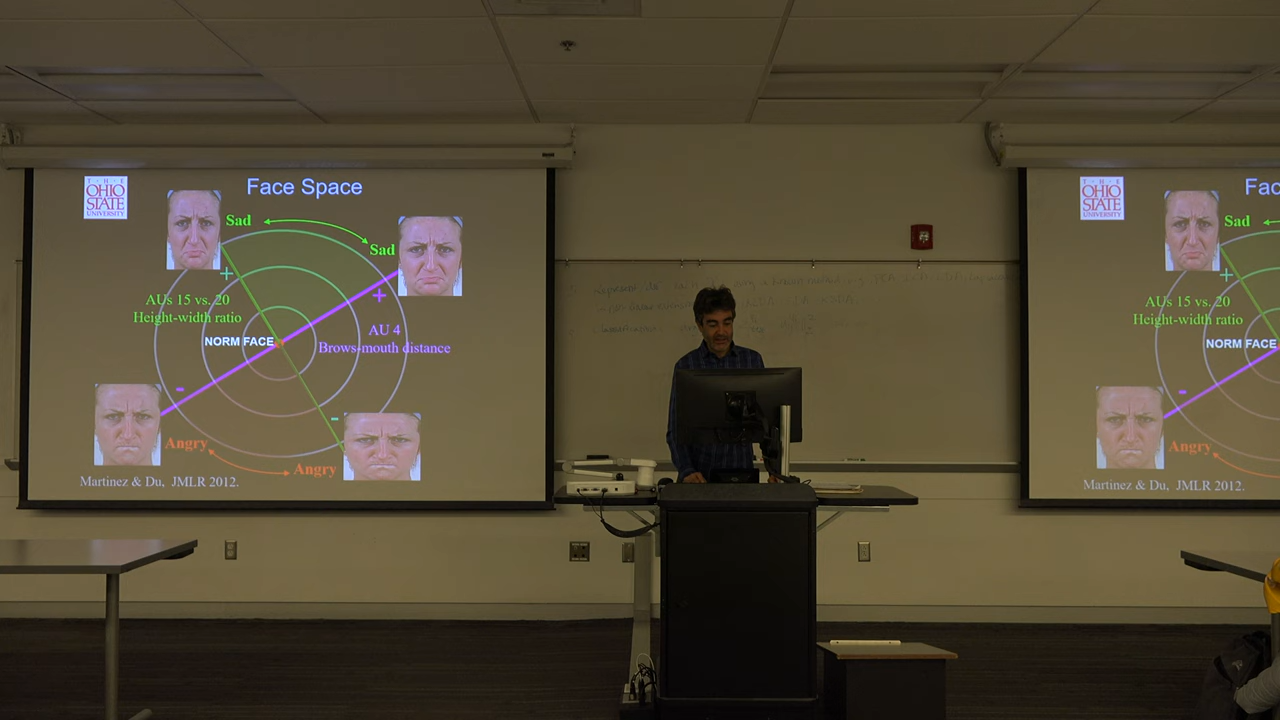 THE
OHIO
STATE
UNIVERSITY
Face Space
Sad
Sad
+
+
AUs 15 vs. 20
Height-width ratio
AU 4
Brows-mouth distance
NORM FACE
-
-
Angry
Angry
Martinez & Du, JMLR 2012.
THE
OHIO
STATE
UNIVERSITY
Fac
Sad
+
AUs 15 vs. 20
Height-width ratio
NORM FACE
-
Angry
Martinez & Du, JMLR 2012.